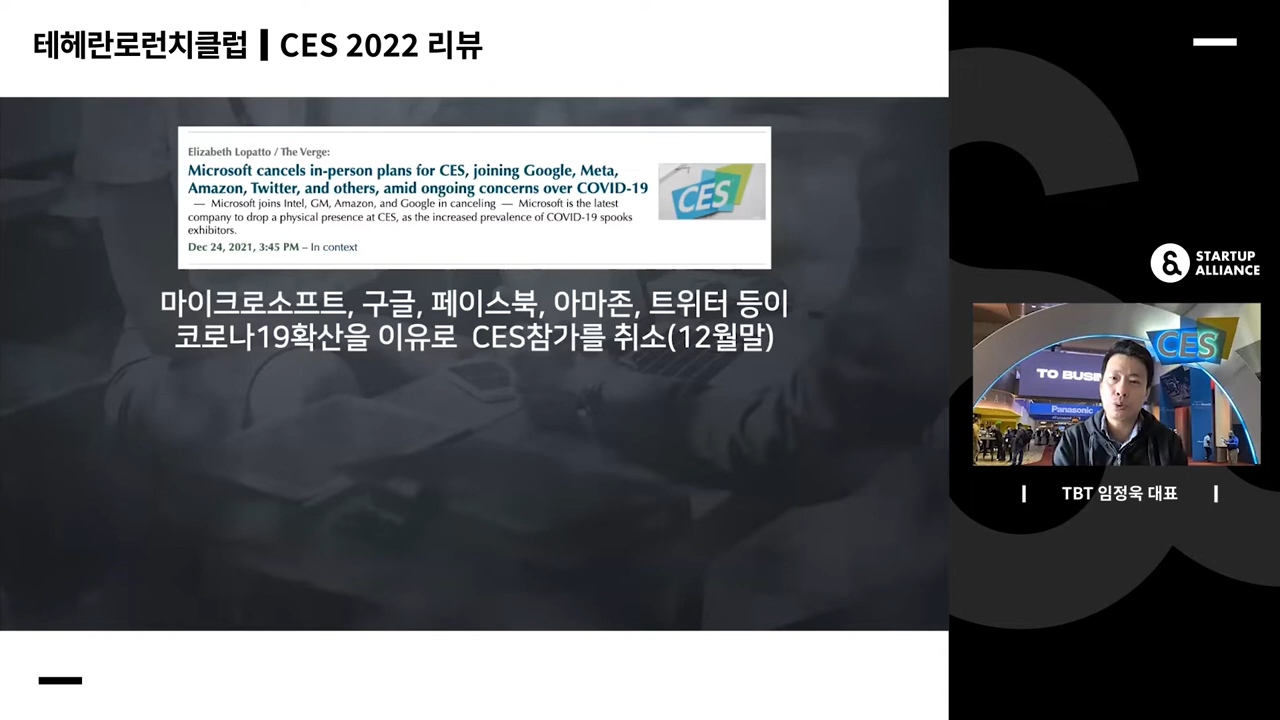 테헤란로런치클럽 | CES 2022 리뷰
Elizabeth Lopatto / The Verge:
Microsoft cancels in-person plans for CES, joining Google, Meta,
Amazon, Twitter, and others, amid ongoing concerns over COVID-19
— Microsoft joins Intel, GM, Amazon, and Google in canceling — Microsoft is the latest
company to drop a physical presence at CES, as the increased prevalence of COVID-19 spooks
exhibitors.
Dec 24, 2021, 3:45 PM – In context
CES
마이크로소프트, 구글, 페이스북, 아마존, 트위터 등이
코로나19확산을 이유로 CES참가를 취소(12월말)
STARTUP
ALLIANCE
CES
TO BUSI
Panasonic
TBT 임정욱 대표